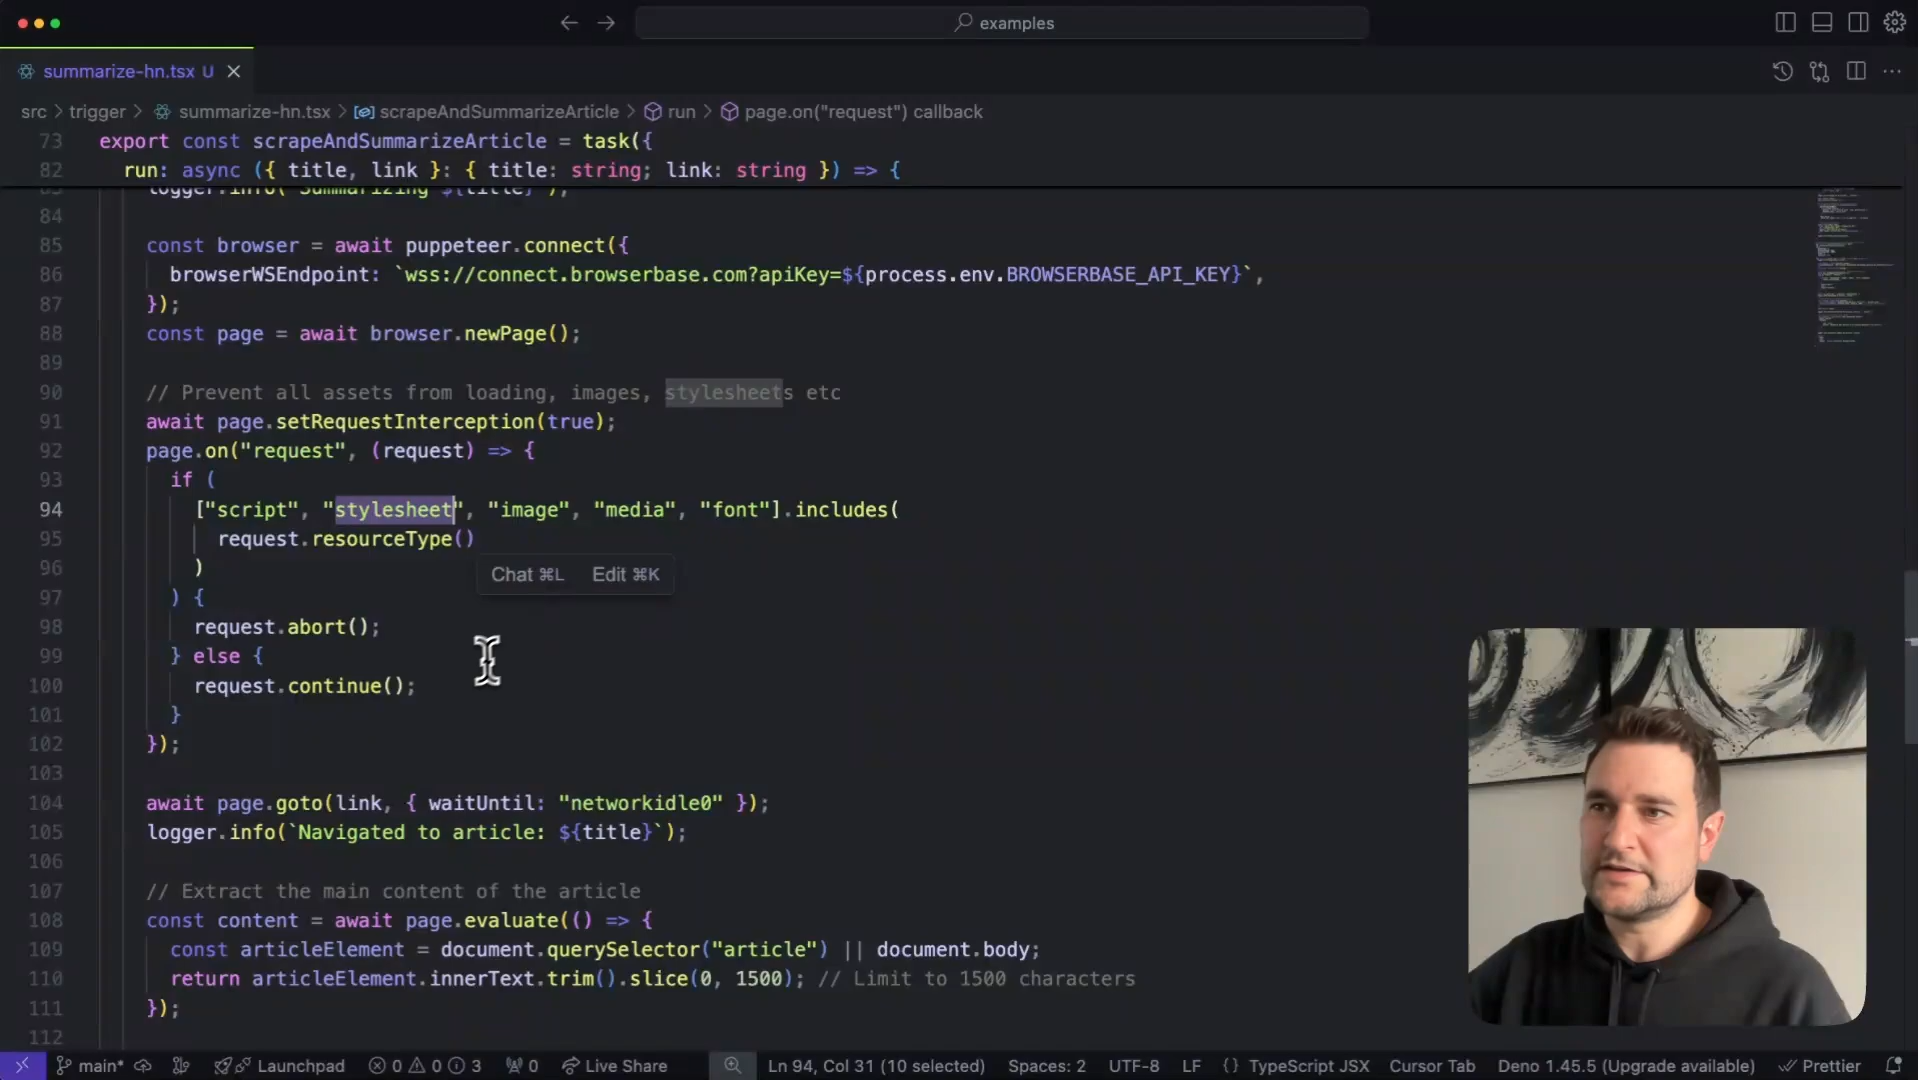 examples
summarize-hn.tsx U
src > trigger > summarize-hn.tsx > scrapeAndSummarizeArticle > run > page.on("request") callback
73 export const scrapeAndSummarizeArticle = task({
82 run: async ({ title, link }: { title: string; link: string }) => {
83 logger.info(`Summarizing ${title}`);
84
85 const browser = await puppeteer.connect({
86 browserWSEndpoint: `wss://connect.browserbase.com?apiKey=${process.env.BROWSERBASE_API_KEY}`,
87 });
88 const page = await browser.newPage();
89
90 // Prevent all assets from loading, images, stylesheets etc
91 await page.setRequestInterception(true);
92 page.on("request", (request) => {
93 if (
94 ["script", "stylesheet", "image", "media", "font"].includes(
95 request.resourceType()
96 )
Chat ⌘L Edit ⌘K
97 ) {
98 request.abort();
99 } else {
100 request.continue();
101 }
102 });
103
104 await page.goto(link, { waitUntil: "networkidle0" });
105 logger.info(`Navigated to article: ${title}`);
106
107 // Extract the main content of the article
108 const content = await page.evaluate(() => {
109 const articleElement = document.querySelector("article") || document.body;
110 return articleElement.innerText.trim().slice(0, 1500); // Limit to 1500 characters
111 });
112
main* Launchpad 0 0 3 0 Live Share Ln 94, Col 31 (10 selected) Spaces: 2 UTF-8 LF {} TypeScript JSX Cursor Tab Deno 1.45.5 (Upgrade available) Prettier